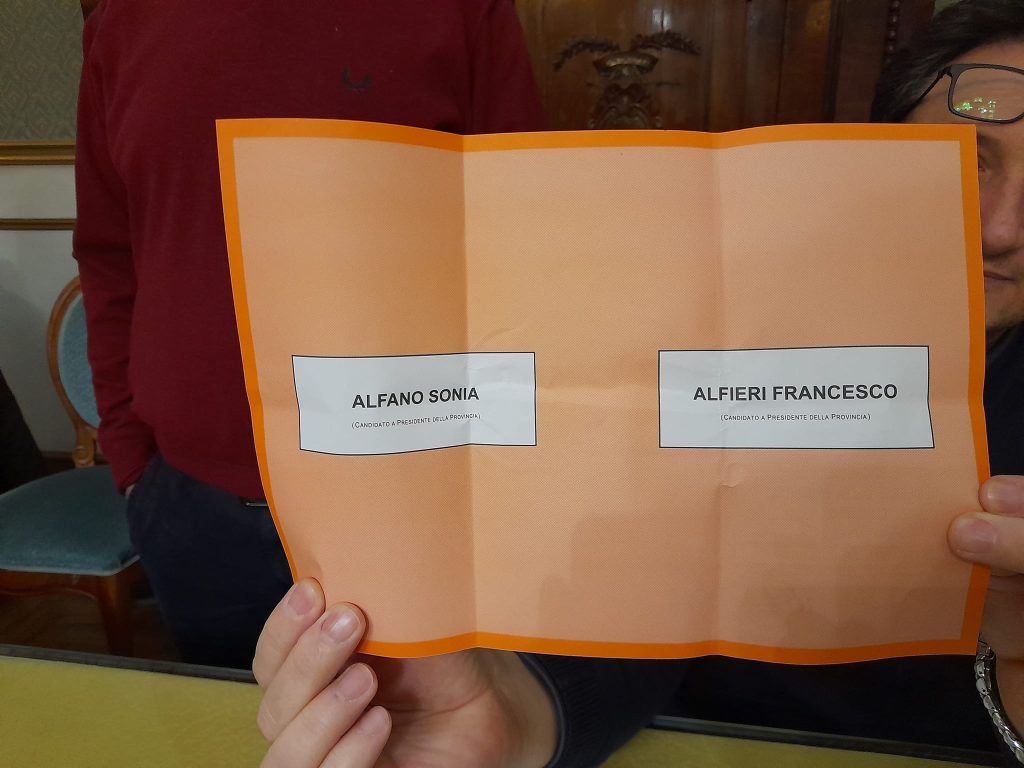 ALFANO SONIA
(CANDIDATO A PRESIDENTE DELLA PROVINCIA)
ALFIERI FRANCESCO
(CANDIDATO A PRESIDENTE DELLA PROVINCIA)